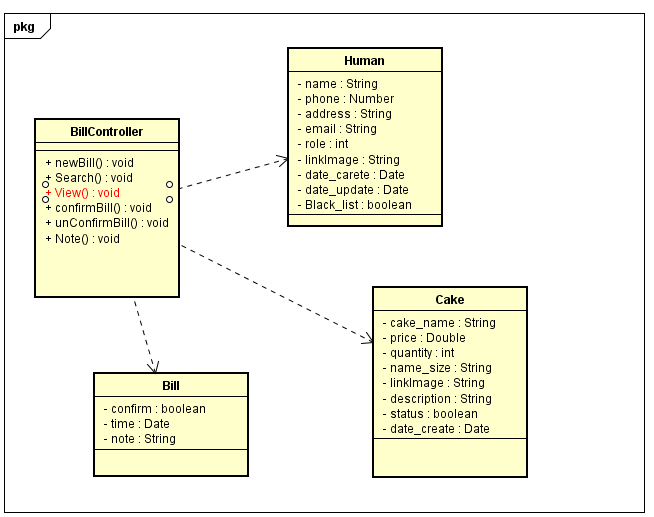 pkg
Human
- name : String
- phone : Number
- address : String
- email : String
- role : int
- linkImage : String
- date_carete : Date
- date_update : Date
- Black_list : boolean
BillController
+ newBill() : void
+ Search() : void
+ View() : void
+ confirmBill() : void
+ unConfirmBill() : void
+ Note() : void
Cake
- cake_name : String
- price : Double
- quantity : int
- name_size : String
- linkImage : String
- description : String
- status : boolean
- date_create : Date
Bill
- confirm : boolean
- time : Date
- note : String